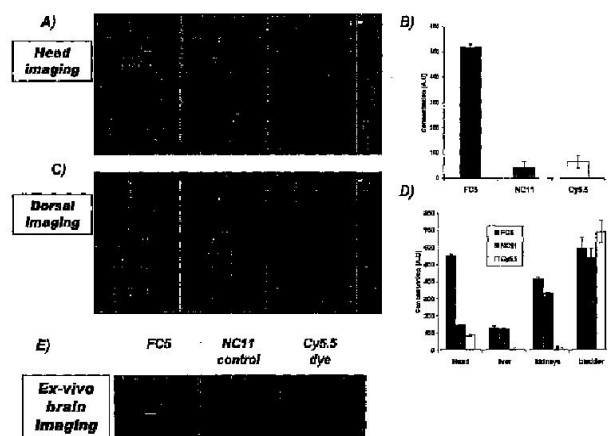 A)
Head
imaging
B)
Concentration [A.U]
FC5
NC11
Cy5.5
C)
Dorsal
Imaging
D)
FC5
NC11
Cy5.5
Head
liver
kidneys
bladder
E)
FC5
NC11
control
Cy5.5
dye
Ex-vivo
brain
imaging